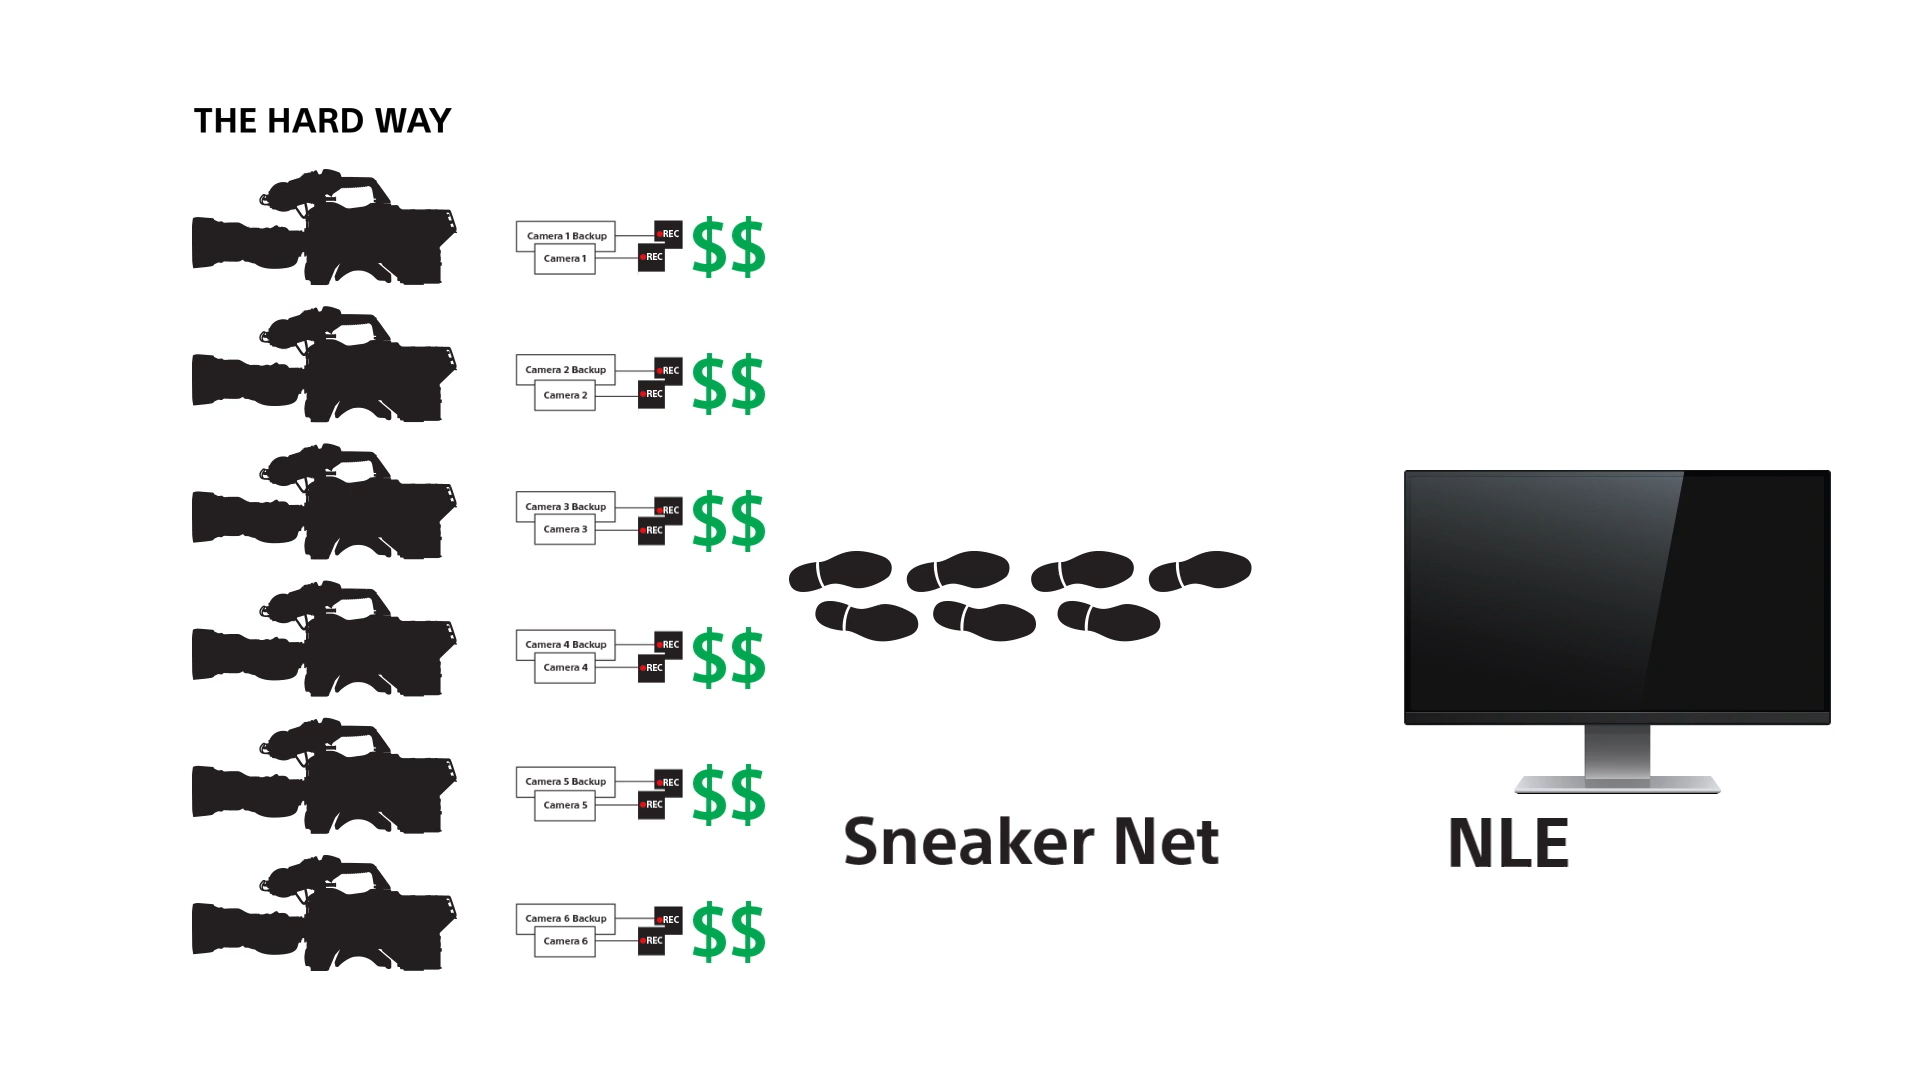 THE HARD WAY
Camera 1 Backup
REC
Camera 1
REC
$$
Camera 2 Backup
REC
Camera 2
REC
$$
Camera 3 Backup
REC
Camera 3
REC
$$
Camera 4 Backup
REC
Camera 4
REC
$$
Camera 5 Backup
REC
Camera 5
REC
$$
Camera 6 Backup
REC
Camera 6
REC
$$
Sneaker Net
NLE